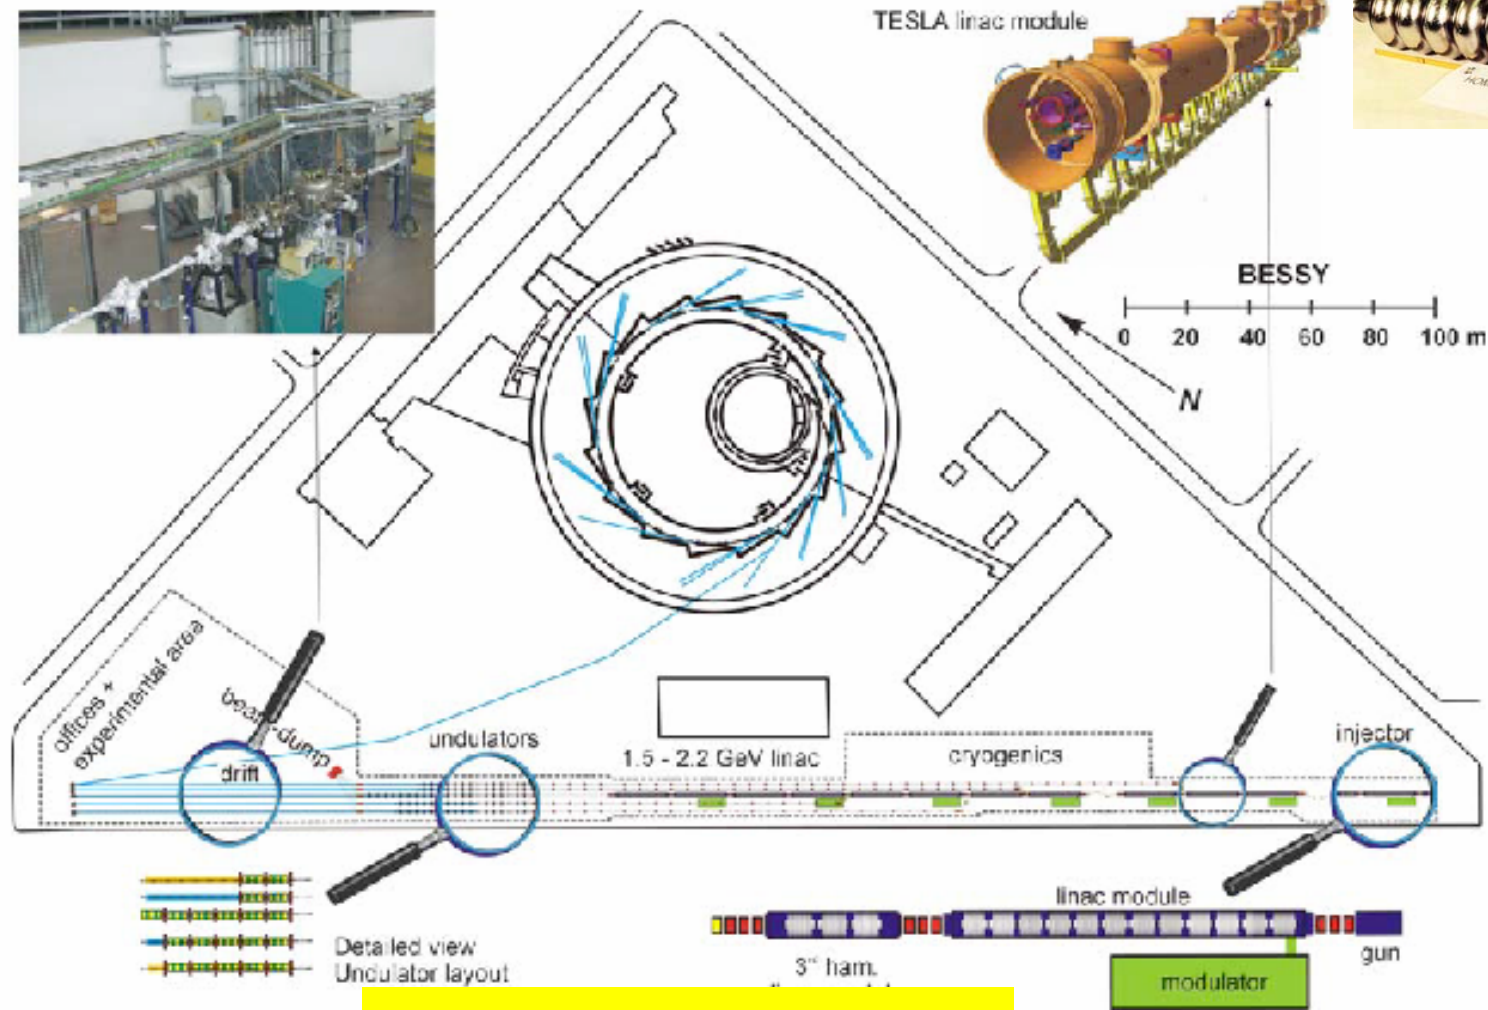 TESLA linac module
BESSY
0 20 40 60 80 100 m
N
offices +
experimental area
beam-dump
drift
undulators
1.5 - 2.2 GeV linac
cryogenics
injector
linac module
Detailed view
Undulator layout
3rd ham.
gun
modulator